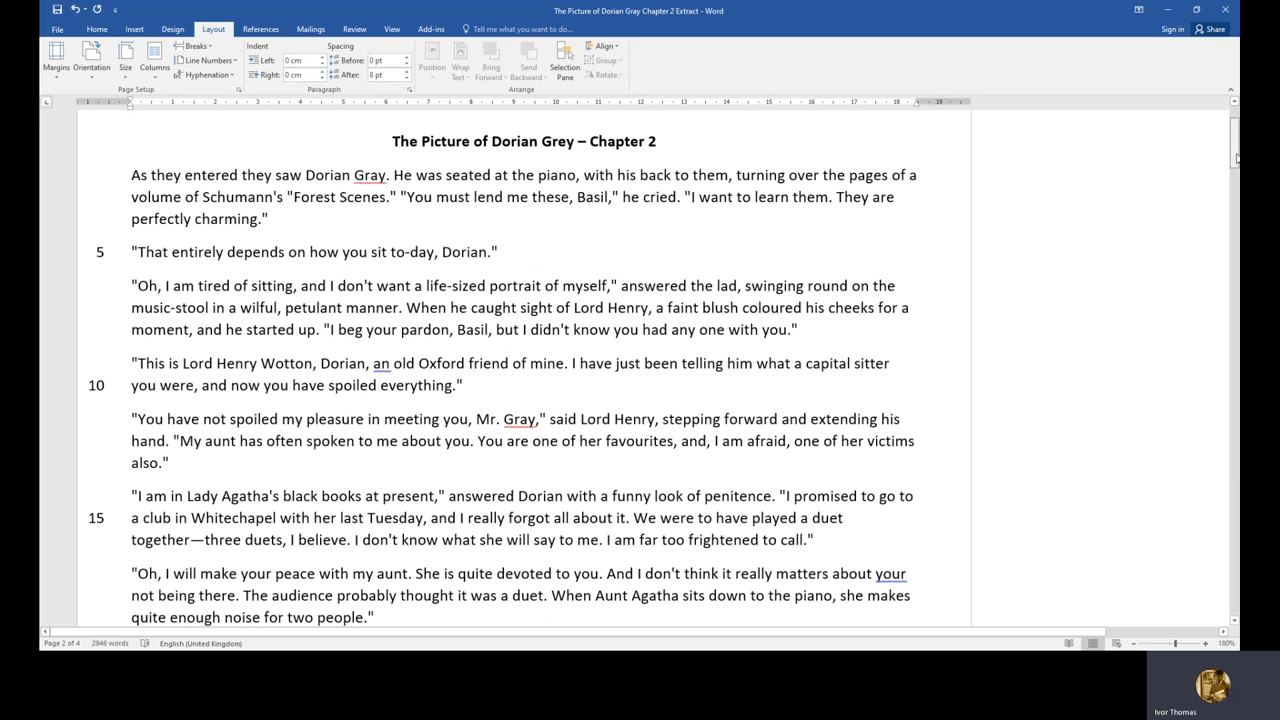 The Picture of Dorian Gray Chapter 2 Extract - Word
File Home Insert Design Layout References Mailings Review View Add-ins Tell me what you want to do... Sign in Share
Margins Orientation Size Columns Breaks Line Numbers Hyphenation
Indent Spacing
Left: 0 cm Before: 0 pt
Right: 0 cm After: 8 pt
Position Wrap Text Bring Forward Send Backward Selection Pane Align Group Rotate
Page Setup Paragraph Arrange
The Picture of Dorian Grey – Chapter 2
As they entered they saw Dorian Gray. He was seated at the piano, with his back to them, turning over the pages of a
volume of Schumann's "Forest Scenes." "You must lend me these, Basil," he cried. "I want to learn them. They are
perfectly charming."
5 "That entirely depends on how you sit to-day, Dorian."
"Oh, I am tired of sitting, and I don't want a life-sized portrait of myself," answered the lad, swinging round on the
music-stool in a wilful, petulant manner. When he caught sight of Lord Henry, a faint blush coloured his cheeks for a
moment, and he started up. "I beg your pardon, Basil, but I didn't know you had any one with you."
"This is Lord Henry Wotton, Dorian, an old Oxford friend of mine. I have just been telling him what a capital sitter
10 you were, and now you have spoiled everything."
"You have not spoiled my pleasure in meeting you, Mr. Gray," said Lord Henry, stepping forward and extending his
hand. "My aunt has often spoken to me about you. You are one of her favourites, and, I am afraid, one of her victims
also."
"I am in Lady Agatha's black books at present," answered Dorian with a funny look of penitence. "I promised to go to
15 a club in Whitechapel with her last Tuesday, and I really forgot all about it. We were to have played a duet
together—three duets, I believe. I don't know what she will say to me. I am far too frightened to call."
"Oh, I will make your peace with my aunt. She is quite devoted to you. And I don't think it really matters about your
not being there. The audience probably thought it was a duet. When Aunt Agatha sits down to the piano, she makes
quite enough noise for two people."
Page 2 of 4 2946 words English (United Kingdom) 180%
Ivor Thomas